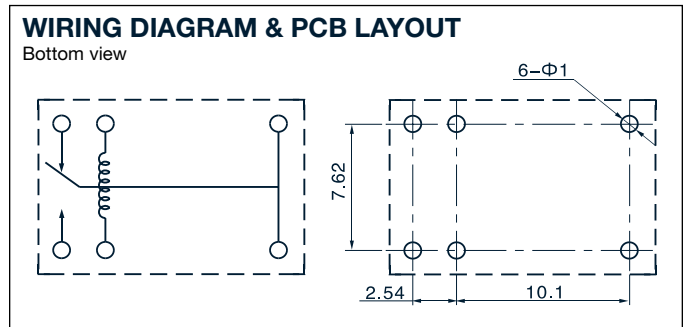 WIRING DIAGRAM & PCB LAYOUT
Bottom view
6–Φ1
7.62
2.54
10.1